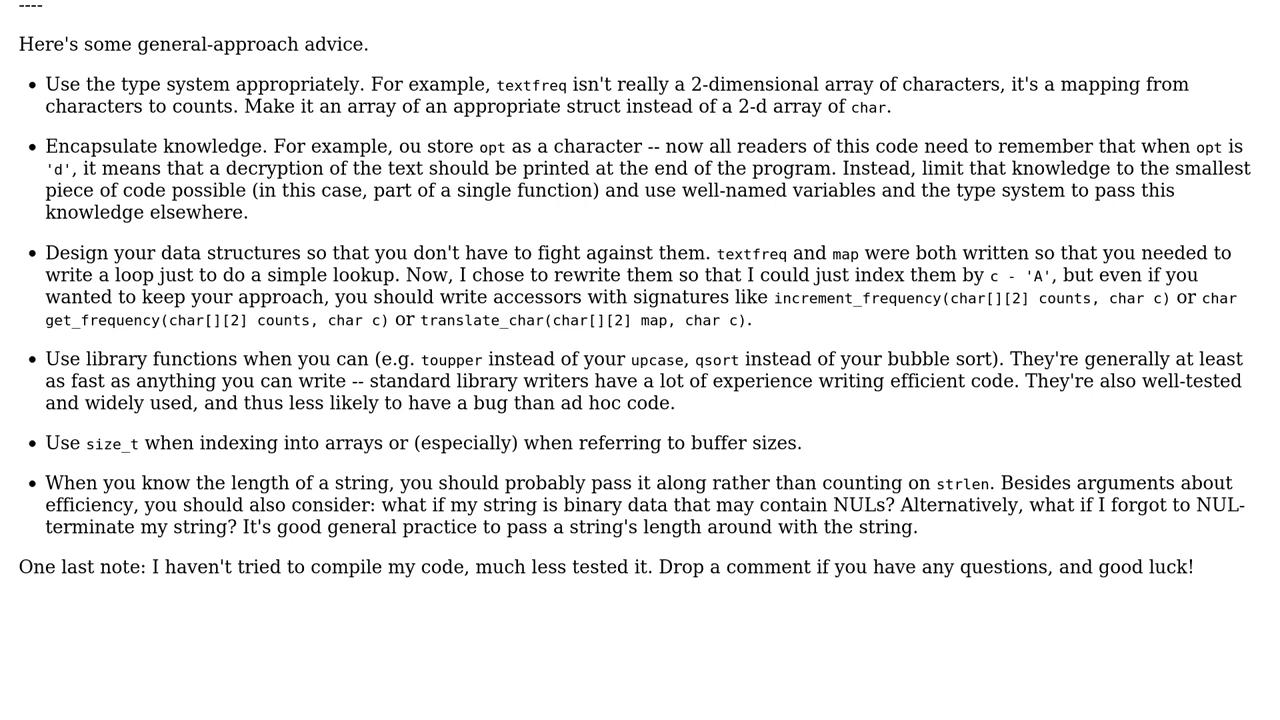 ----
Here's some general-approach advice.
• Use the type system appropriately. For example, textfreq isn't really a 2-dimensional array of characters, it's a mapping from
characters to counts. Make it an array of an appropriate struct instead of a 2-d array of char.
• Encapsulate knowledge. For example, ou store opt as a character -- now all readers of this code need to remember that when opt is
'd', it means that a decryption of the text should be printed at the end of the program. Instead, limit that knowledge to the smallest
piece of code possible (in this case, part of a single function) and use well-named variables and the type system to pass this
knowledge elsewhere.
• Design your data structures so that you don't have to fight against them. textfreq and map were both written so that you needed to
write a loop just to do a simple lookup. Now, I chose to rewrite them so that I could just index them by c - 'A', but even if you
wanted to keep your approach, you should write accessors with signatures like increment_frequency(char[][2] counts, char c) or char
get_frequency(char[][2] counts, char c) or translate_char(char[][2] map, char c).
• Use library functions when you can (e.g. toupper instead of your upcase, qsort instead of your bubble sort). They're generally at least
as fast as anything you can write -- standard library writers have a lot of experience writing efficient code. They're also well-tested
and widely used, and thus less likely to have a bug than ad hoc code.
• Use size_t when indexing into arrays or (especially) when referring to buffer sizes.
• When you know the length of a string, you should probably pass it along rather than counting on strlen. Besides arguments about
efficiency, you should also consider: what if my string is binary data that may contain NULs? Alternatively, what if I forgot to NUL-
terminate my string? It's good general practice to pass a string's length around with the string.
One last note: I haven't tried to compile my code, much less tested it. Drop a comment if you have any questions, and good luck!